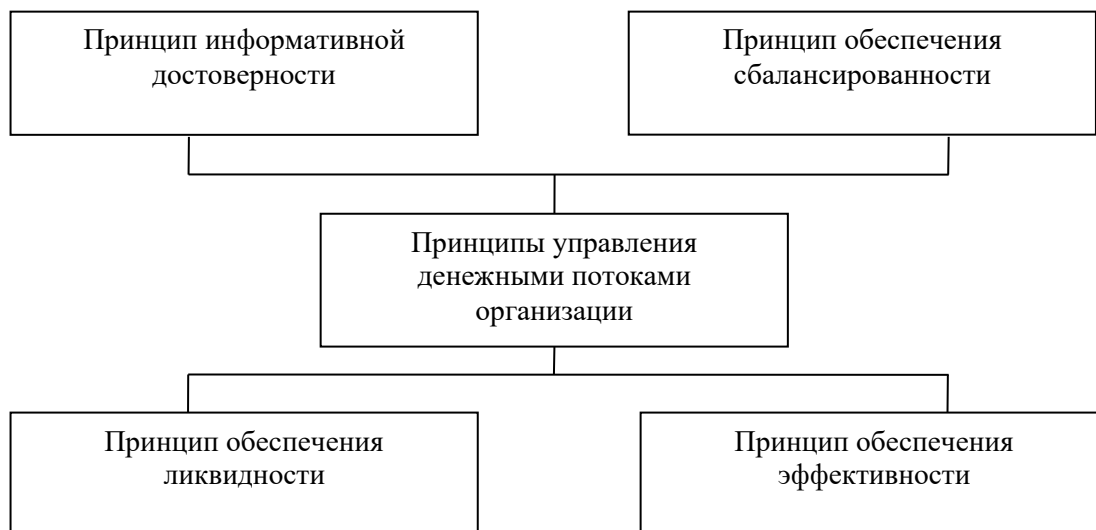 Принцип информативной
достоверности
Принцип обеспечения
сбалансированности
Принципы управления
денежными потоками
организации
Принцип обеспечения
ликвидности
Принцип обеспечения
эффективности